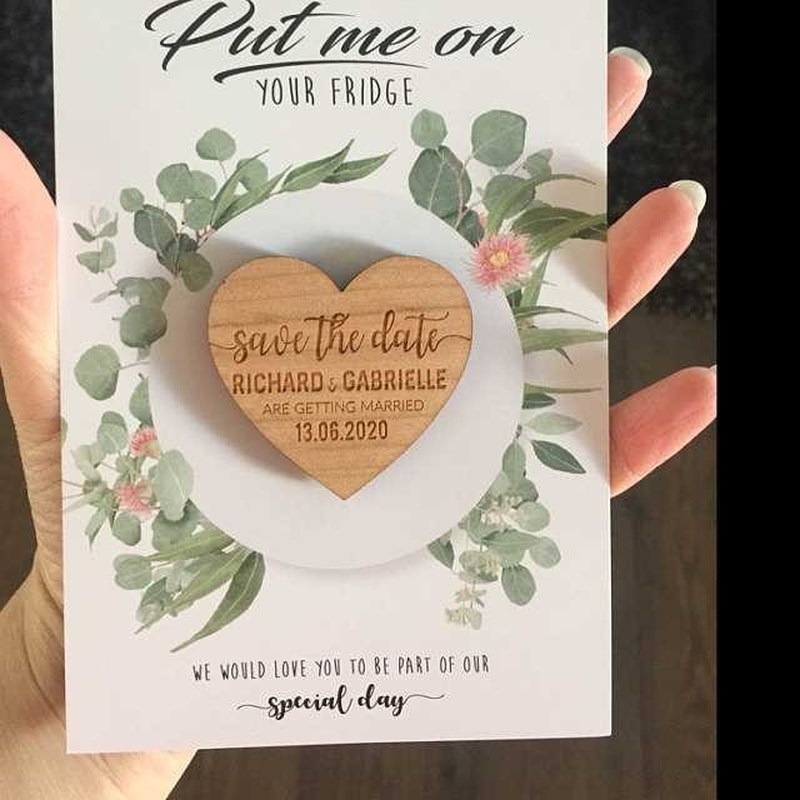 Put me on
YOUR FRIDGE
save the date
RICHARD & GABRIELLE
ARE GETTING MARRIED
13.06.2020
WE WOULD LOVE YOU TO BE PART OF OUR
special day